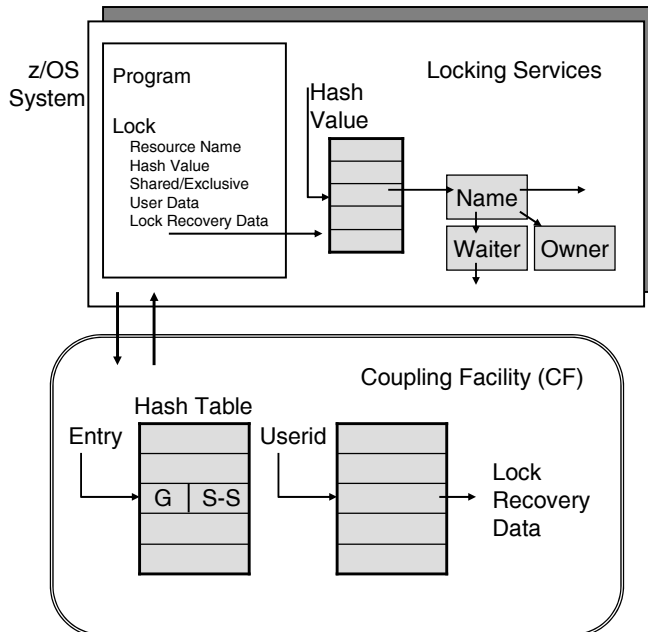 z/OS
System
Program
Lock
Resource Name
Hash Value
Shared/Exclusive
User Data
Lock Recovery Data
Locking Services
Hash
Value
Name
Waiter
Owner
Coupling Facility (CF)
Hash Table
Entry
G S-S
Userid
Lock
Recovery
Data